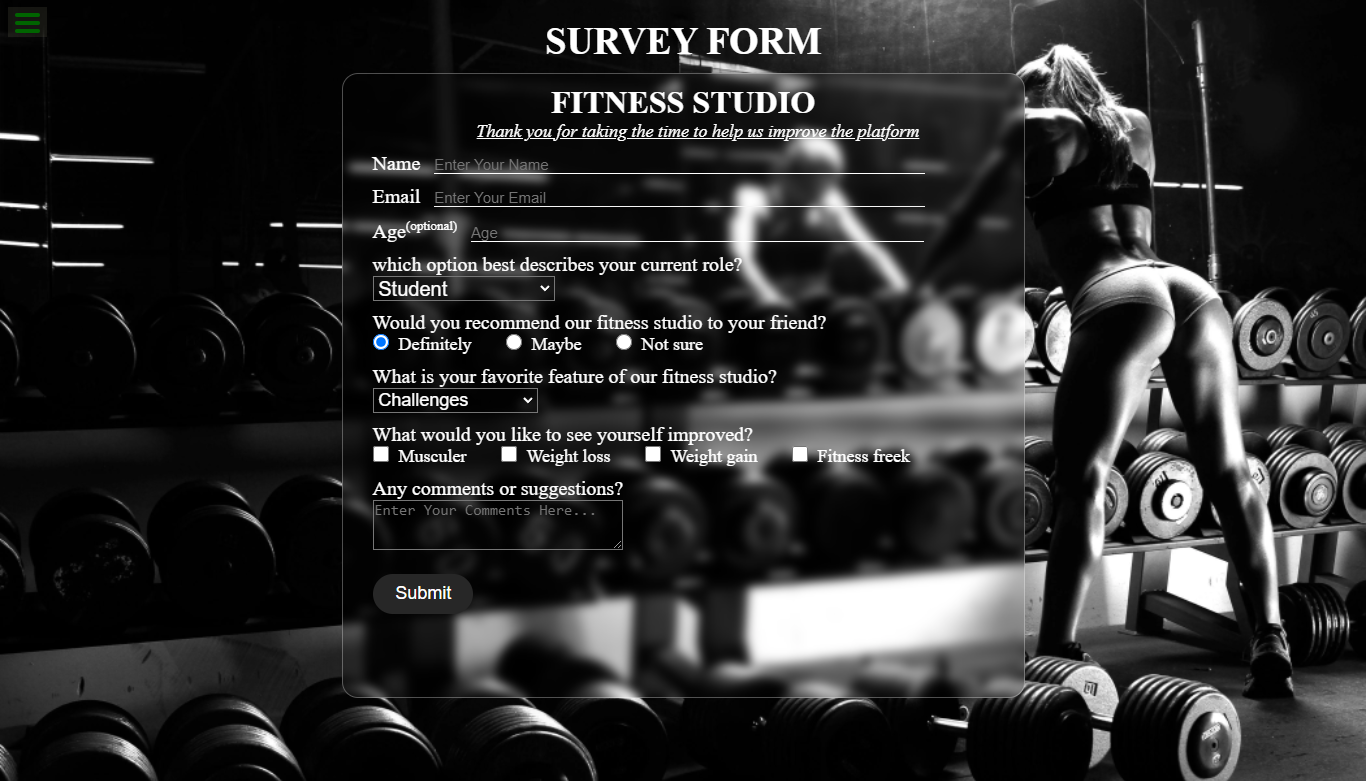 SURVEY FORM
FITNESS STUDIO
Thank you for taking the time to help us improve the platform
Name Enter Your Name
Email Enter Your Email
Age(optional) Age
which option best describes your current role?
Student
Would you recommend our fitness studio to your friend?
Definitely Maybe Not sure
What is your favorite feature of our fitness studio?
Challenges
What would you like to see yourself improved?
Musculer Weight loss Weight gain Fitness freek
Any comments or suggestions?
Enter Your Comments Here...
Submit